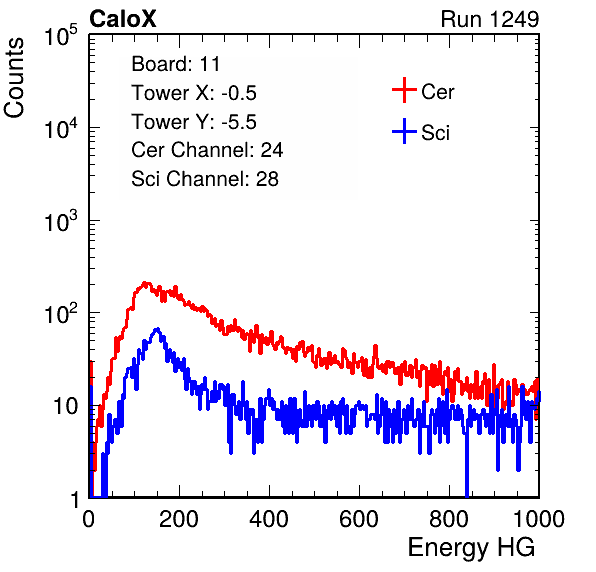 CaloX Run 1249
Counts
10^5
10^4
10^3
10^2
10
1
Board: 11
Tower X: -0.5
Tower Y: -5.5
Cer Channel: 24
Sci Channel: 28
Cer
Sci
0 200 400 600 800 1000
Energy HG